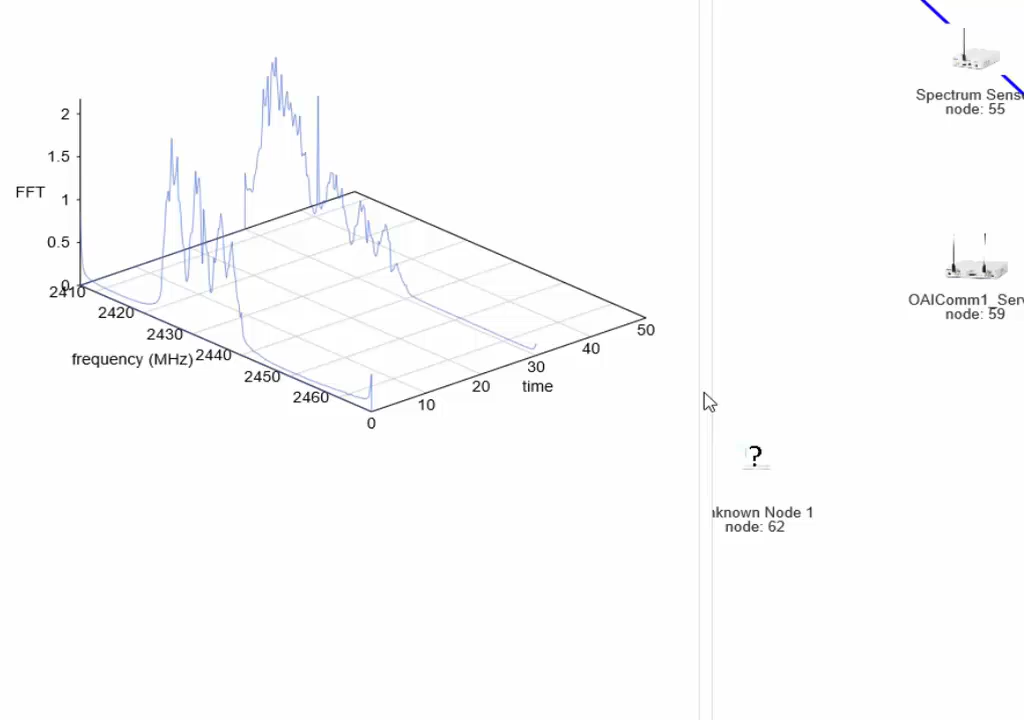 2
1.5
FFT
1
0.5
0
2410
2420
2430
frequency (MHz)
2440
2450
2460
0
10
20
time
30
40
50
Spectrum Sens
node: 55
OAIComm1_Serv
node: 59
?
nknown Node 1
node: 62